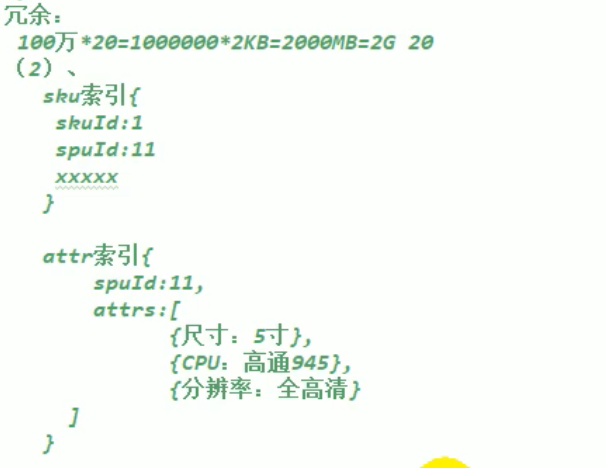 冗余：
100万*20=1000000*2KB=2000MB=2G 20
（2）、
sku索引{
skuId:1
spuId:11
xxxxx
}
attr索引{
spuId:11,
attrs:[
{尺寸：5寸},
{CPU：高通945},
{分辨率：全高清}
]
}